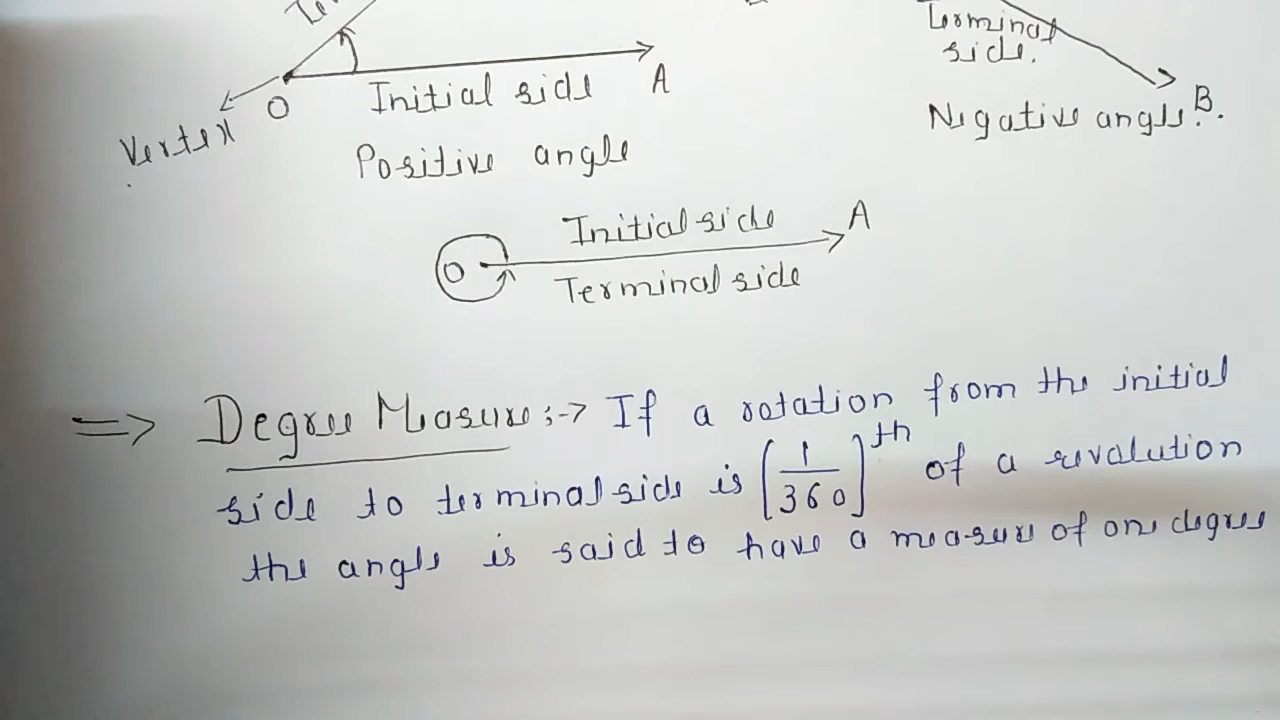 Terminal
side.
O
Initial side
A
Vertex
Positive angle
B.
Negative angle.
Initial side
A
O
Terminal side
=> Degree Measure :-> If a rotation from the initial
side to terminal side is [1/360]th of a revalution
the angle is said to have a measure of one degree